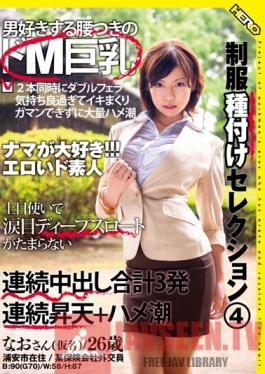 HERO
男好きする腰つきの
ドM巨乳
2本同時にダブルフェラ
気持ち良過ぎてイキまくり
ガマンできずに大量ハメ潮
ナマが大好き!!!
エロいド素人
上目使いで
涙目ディープスロート
がたまらない
連続中出し合計3発
連続昇天+ハメ潮
なおさん(仮名)/26歳
浦安市在住/某保険会社外交員
B:90(G70)/W:58/H87
制服種付けセレクション④
JAVSEEN.TV
FREE JAV LIBRARY